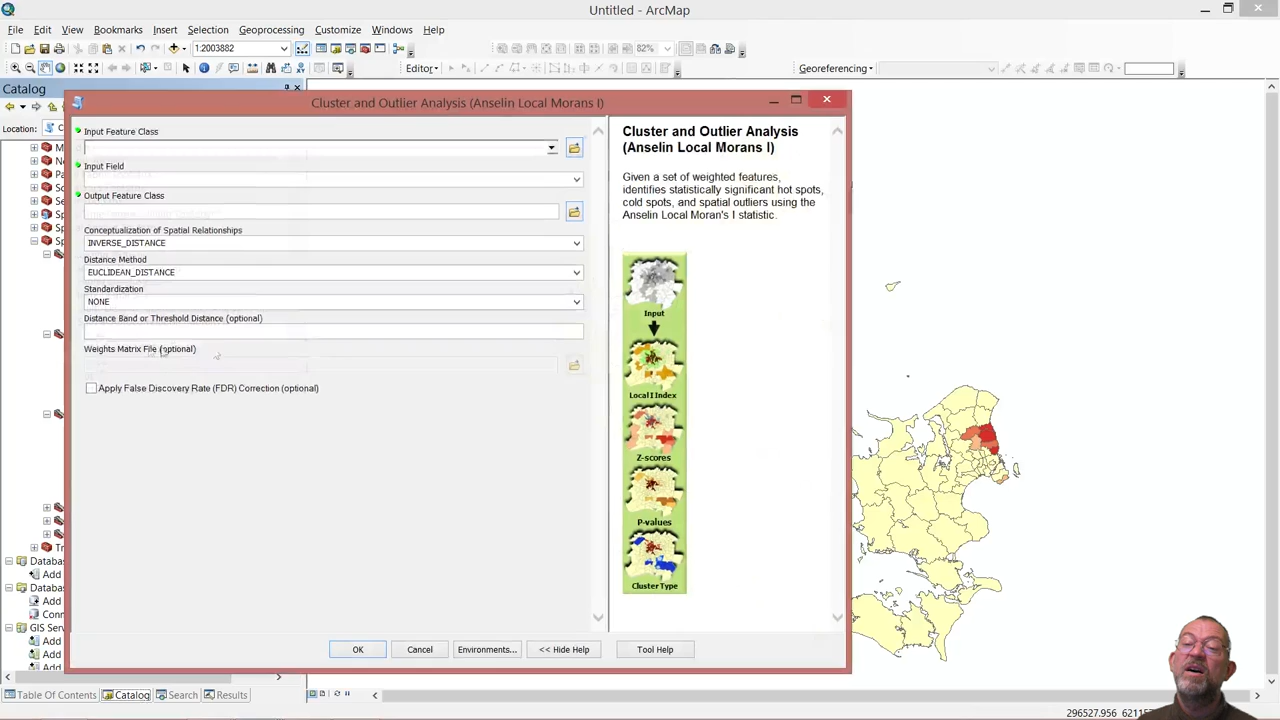 Untitled - ArcMap
File Edit View Bookmarks Insert Selection Geoprocessing Customize Windows Help
1:2003882
82%
Editor
Georeferencing
Catalog
Location:
Cluster and Outlier Analysis (Anselin Local Morans I)
Input Feature Class
Input Field
Output Feature Class
Conceptualization of Spatial Relationships
INVERSE_DISTANCE
Distance Method
EUCLIDEAN_DISTANCE
Standardization
NONE
Distance Band or Threshold Distance (optional)
Weights Matrix File (optional)
Apply False Discovery Rate (FDR) Correction (optional)
Cluster and Outlier Analysis
(Anselin Local Morans I)
Given a set of weighted features,
identifies statistically significant hot spots,
cold spots, and spatial outliers using the
Anselin Local Moran's I statistic.
Input
Local I Index
Z-scores
P-values
Cluster Type
OK Cancel Environments... << Hide Help Tool Help
Databas
Add
Databas
Add
Conn
GIS Serv
Add
Add
Add
Table Of Contents Catalog Search Results